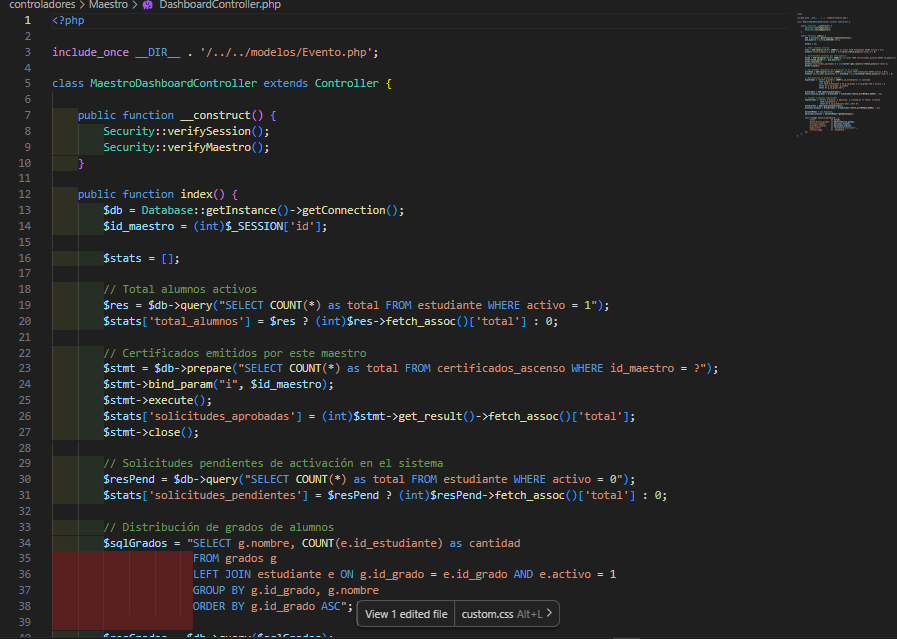 controladores > Maestro > DashboardController.php
1 <?php
2
3 include_once __DIR__ . '/../../modelos/Evento.php';
4
5 class MaestroDashboardController extends Controller {
6
7 public function __construct() {
8 Security::verifySession();
9 Security::verifyMaestro();
10 }
11
12 public function index() {
13 $db = Database::getInstance()->getConnection();
14 $id_maestro = (int)$_SESSION['id'];
15
16 $stats = [];
17
18 // Total alumnos activos
19 $res = $db->query("SELECT COUNT(*) as total FROM estudiante WHERE activo = 1");
20 $stats['total_alumnos'] = $res ? (int)$res->fetch_assoc()['total'] : 0;
21
22 // Certificados emitidos por este maestro
23 $stmt = $db->prepare("SELECT COUNT(*) as total FROM certificados_ascenso WHERE id_maestro = ?");
24 $stmt->bind_param("i", $id_maestro);
25 $stmt->execute();
26 $stats['solicitudes_aprobadas'] = (int)$stmt->get_result()->fetch_assoc()['total'];
27 $stmt->close();
28
29 // Solicitudes pendientes de activación en el sistema
30 $resPend = $db->query("SELECT COUNT(*) as total FROM estudiante WHERE activo = 0");
31 $stats['solicitudes_pendientes'] = $resPend ? (int)$resPend->fetch_assoc()['total'] : 0;
32
33 // Distribución de grados de alumnos
34 $sqlGrados = "SELECT g.nombre, COUNT(e.id_estudiante) as cantidad
35 FROM grados g
36 LEFT JOIN estudiante e ON g.id_grado = e.id_grado AND e.activo = 1
37 GROUP BY g.id_grado, g.nombre
38 ORDER BY g.id_grado ASC";
View 1 edited file custom.css Alt+L >
39
40 $resGrados = $db->query($sqlGrados);